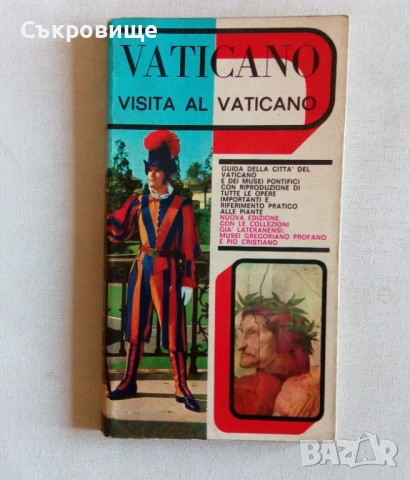 Съкровище
VATICANO
VISITA AL VATICANO
GUIDA DELLA CITTA' DEL
VATICANO
E DEI MUSEI PONTIFICI
CON RIPRODUZIONE DI
TUTTE LE OPERE
IMPORTANTI E
RIFERIMENTO PRATICO
ALLE PIANTE
NUOVA EDIZIONE
CON LE COLLEZIONI
GIA' LATERANENSI:
MUSEI GREGORIANO PROFANO
E PIO CRISTIANO
BAZAR